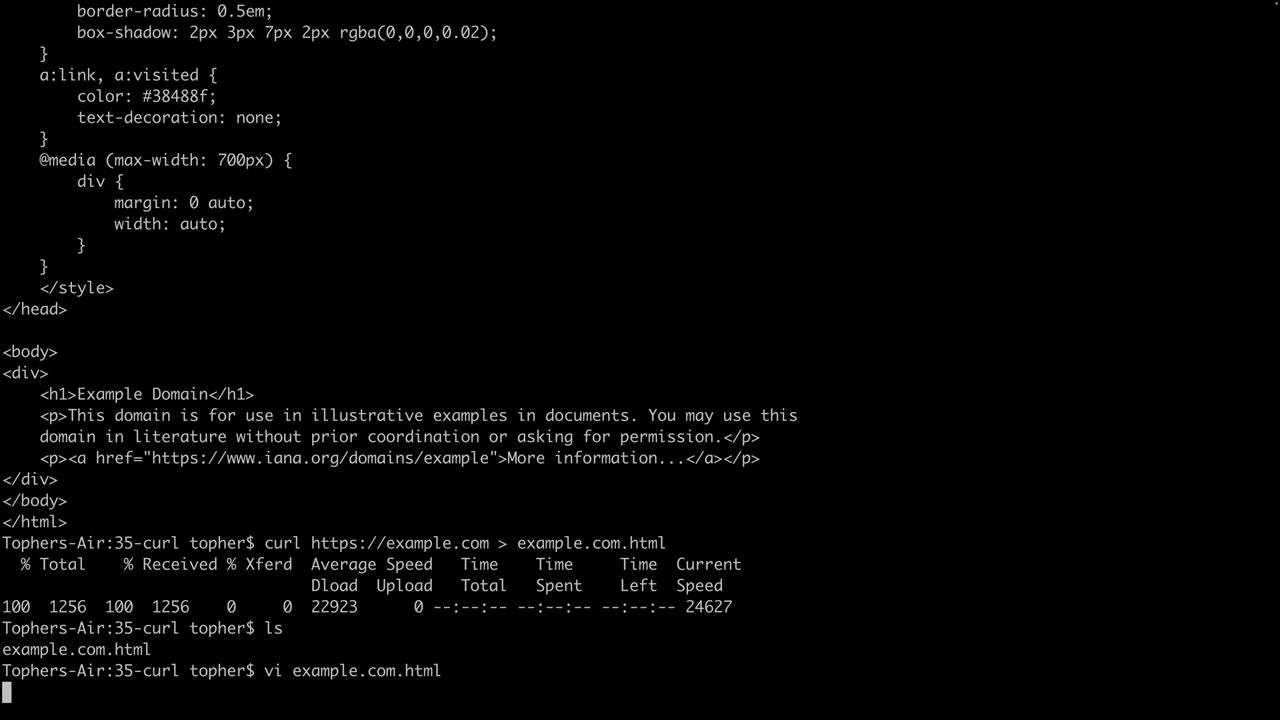 border-radius: 0.5em;
        box-shadow: 2px 3px 7px 2px rgba(0,0,0,0.02);
    }
    a:link, a:visited {
        color: #38488f;
        text-decoration: none;
    }
    @media (max-width: 700px) {
        div {
            margin: 0 auto;
            width: auto;
        }
    }
    </style>
</head>

<body>
<div>
    <h1>Example Domain</h1>
    <p>This domain is for use in illustrative examples in documents. You may use this
    domain in literature without prior coordination or asking for permission.</p>
    <p><a href="https://www.iana.org/domains/example">More information...</a></p>
</div>
</body>
</html>
Tophers-Air:35-curl topher$ curl https://example.com > example.com.html
  % Total    % Received % Xferd  Average Speed   Time    Time     Time  Current
                                 Dload  Upload   Total   Spent    Left  Speed
100  1256  100  1256    0     0  22923      0 --:--:-- --:--:-- --:--:-- 24627
Tophers-Air:35-curl topher$ ls
example.com.html
Tophers-Air:35-curl topher$ vi example.com.html